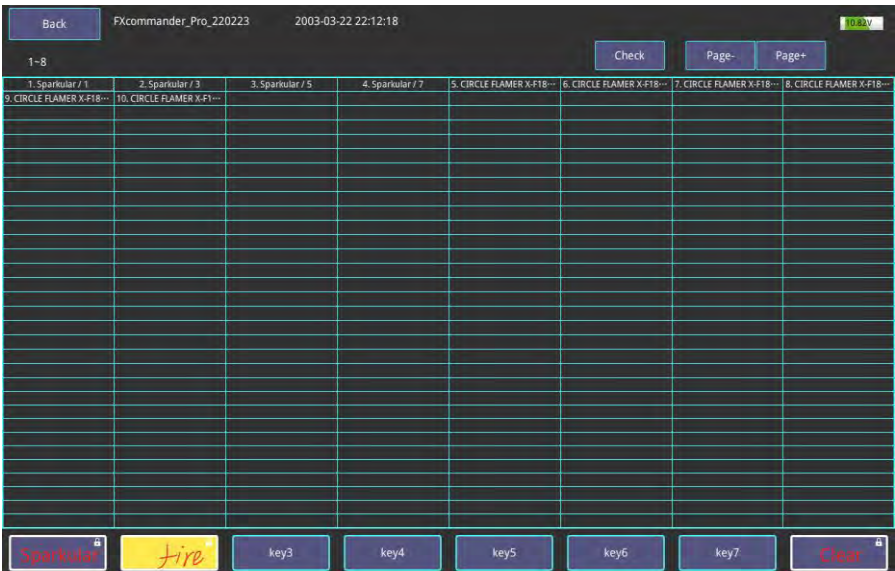 Back FXcommander_Pro_220223 2003-03-22 22:12:18 10.82V
1~8 Check Page- Page+
1. Sparkular / 1 2. Sparkular / 3 3. Sparkular / 5 4. Sparkular / 7 5. CIRCLE FLAMER X-F18··· 6. CIRCLE FLAMER X-F18··· 7. CIRCLE FLAMER X-F18··· 8. CIRCLE FLAMER X-F18···
9. CIRCLE FLAMER X-F18··· 10. CIRCLE FLAMER X-F1···
Sparkular fire key3 key4 key5 key6 key7 Clear